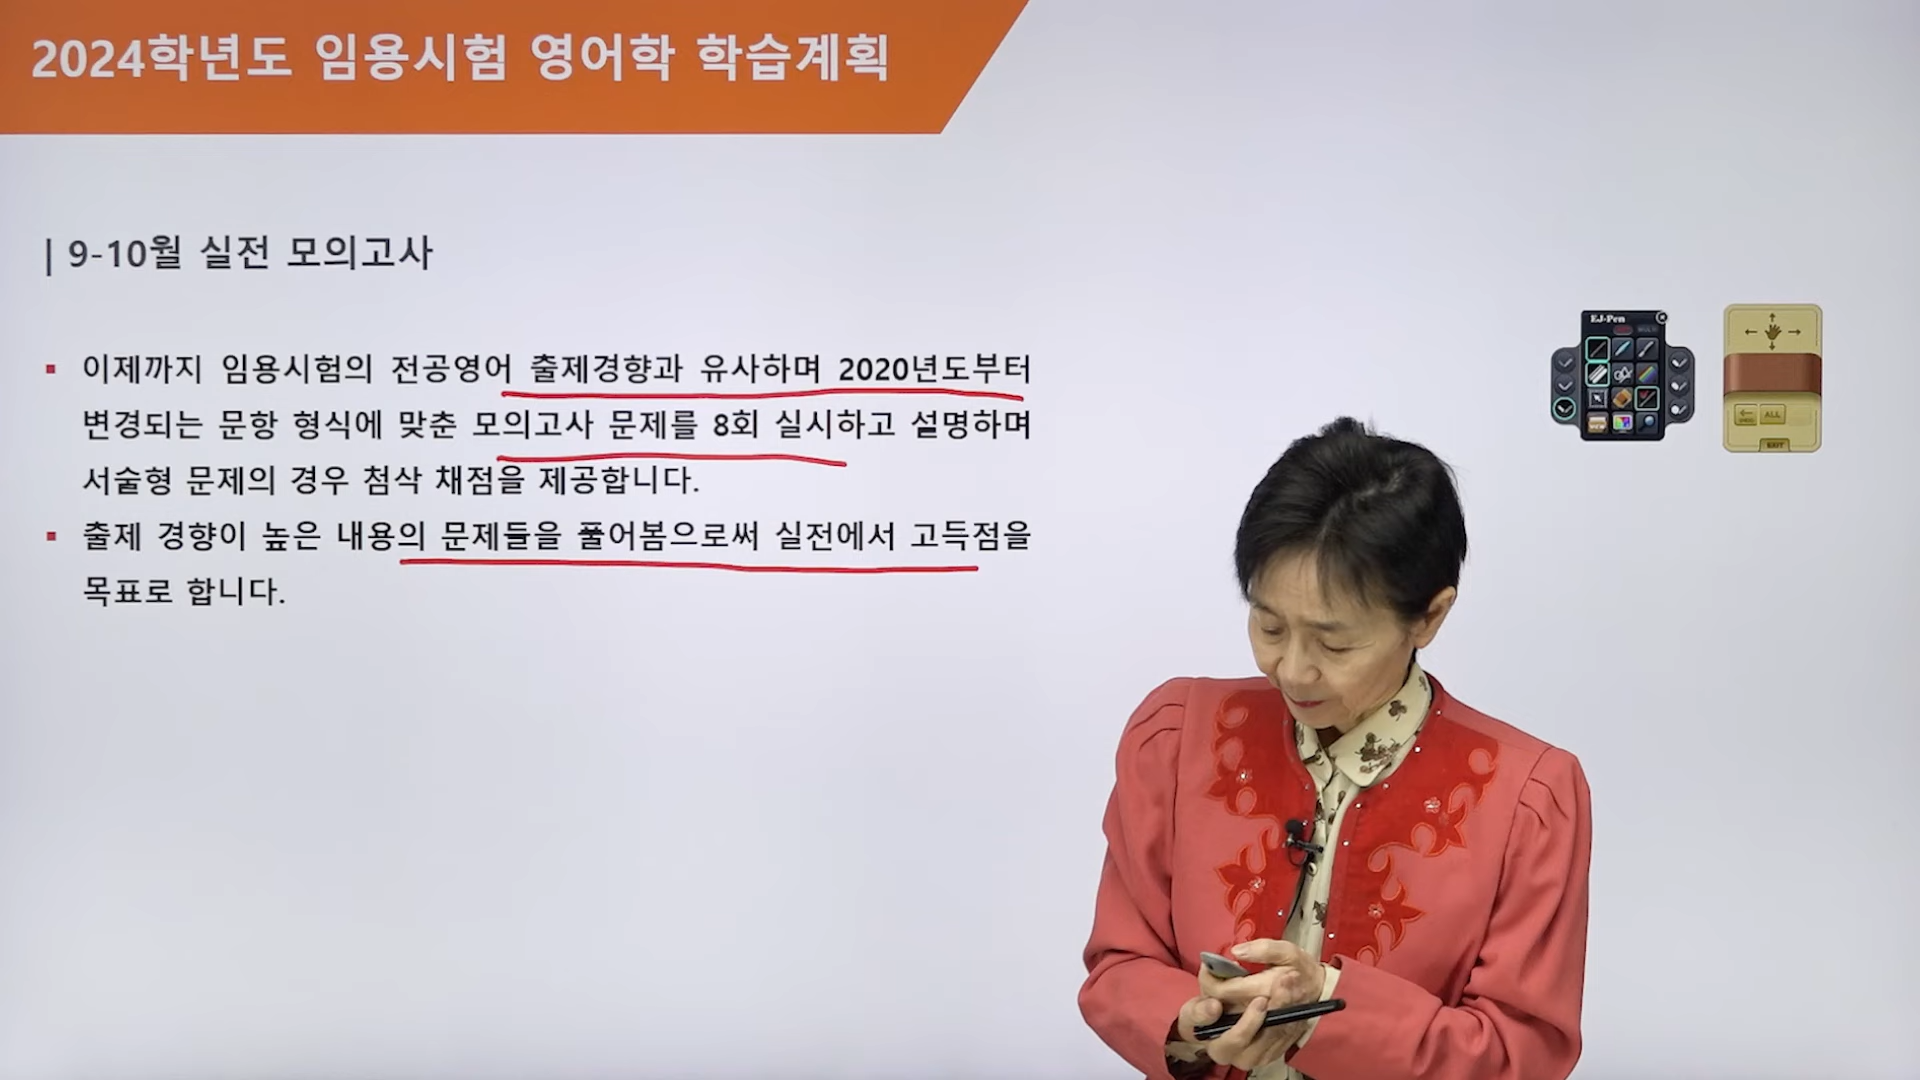 2024학년도 임용시험 영어학 학습계획
| 9-10월 실전 모의고사
▪ 이제까지 임용시험의 전공영어 출제경향과 유사하며 2020년도부터
변경되는 문항 형식에 맞춘 모의고사 문제를 8회 실시하고 설명하며
서술형 문제의 경우 첨삭 채점을 제공합니다.
▪ 출제 경향이 높은 내용의 문제들을 풀어봄으로써 실전에서 고득점을
목표로 합니다.
EJ-Pen
ALL
EXIT